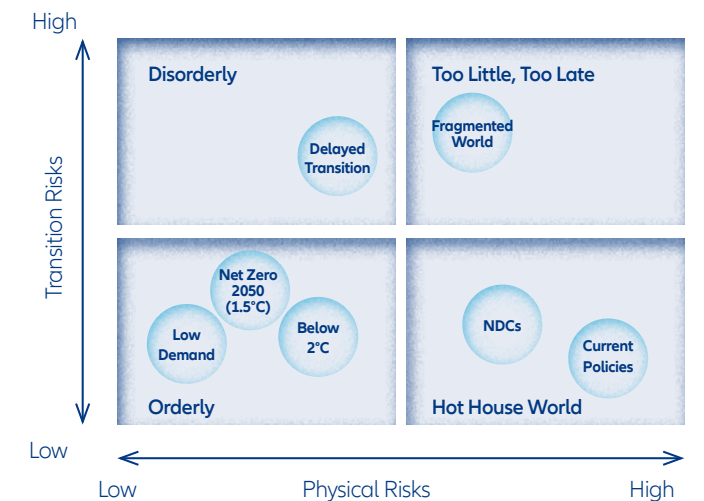 High
Disorderly
Too Little, Too Late
Fragmented
World
Delayed
Transition
Transition Risks
Net Zero
2050
(1.5°C)
Low
Demand
Below
2°C
NDCs
Current
Policies
Orderly
Hot House World
Low
Low
Physical Risks
High